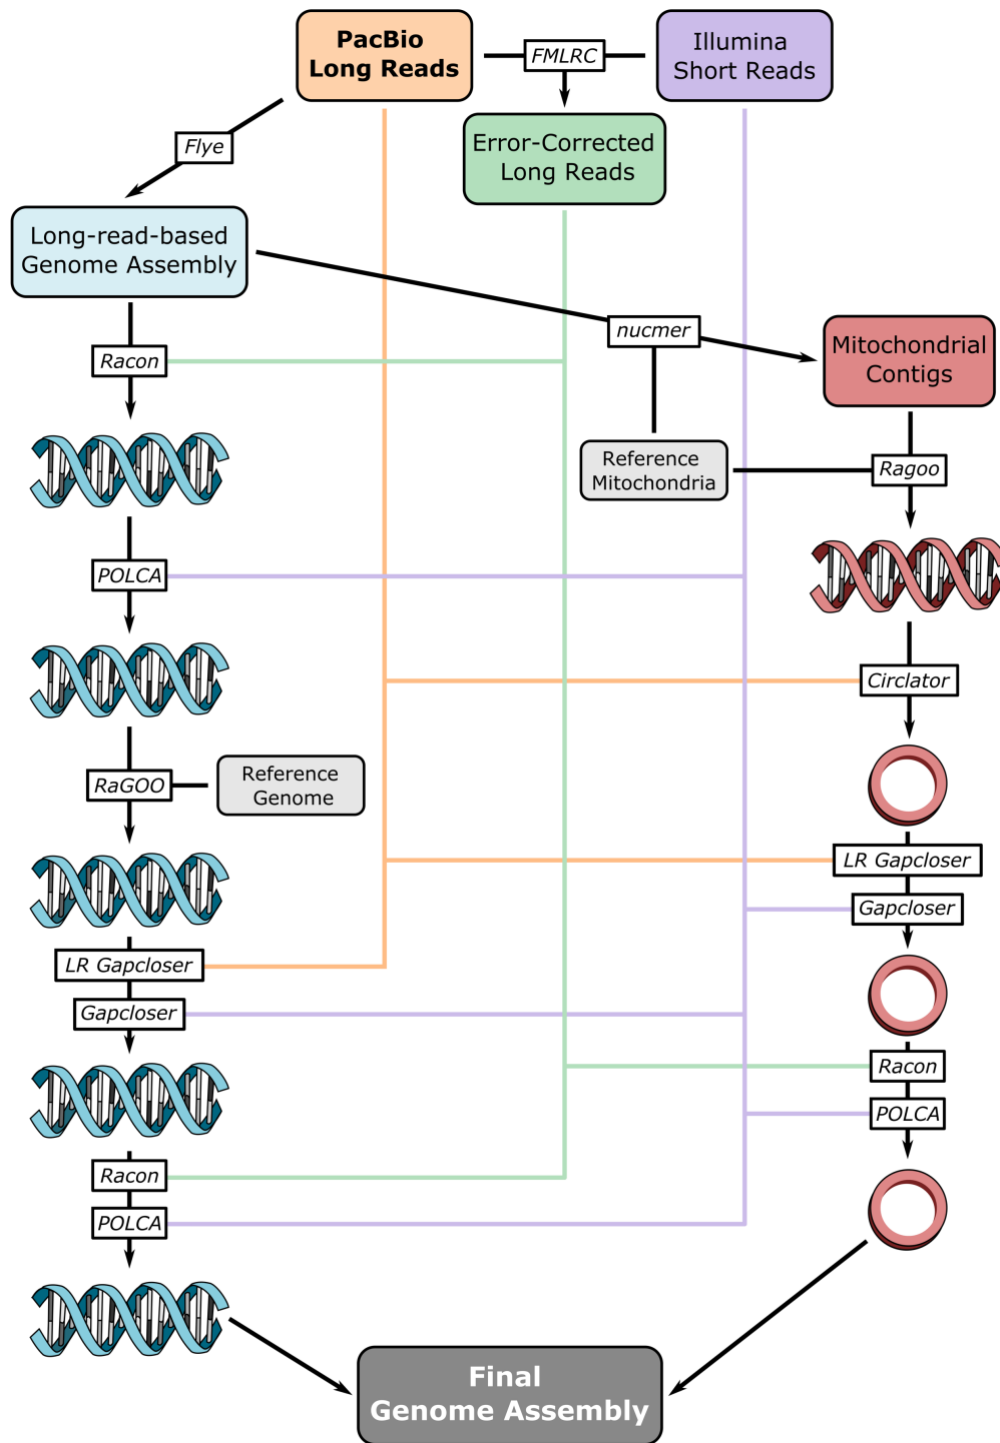 PacBio
Long Reads
FMLRC
Illumina
Short Reads
Error-Corrected
Long Reads
Flye
Long-read-based
Genome Assembly
nucmer
Mitochondrial
Contigs
Racon
Reference
Mitochondria
Ragoo
POLCA
Circlator
RaGOO
Reference
Genome
LR Gapcloser
Gapcloser
LR Gapcloser
Gapcloser
Racon
POLCA
Racon
POLCA
Final
Genome Assembly